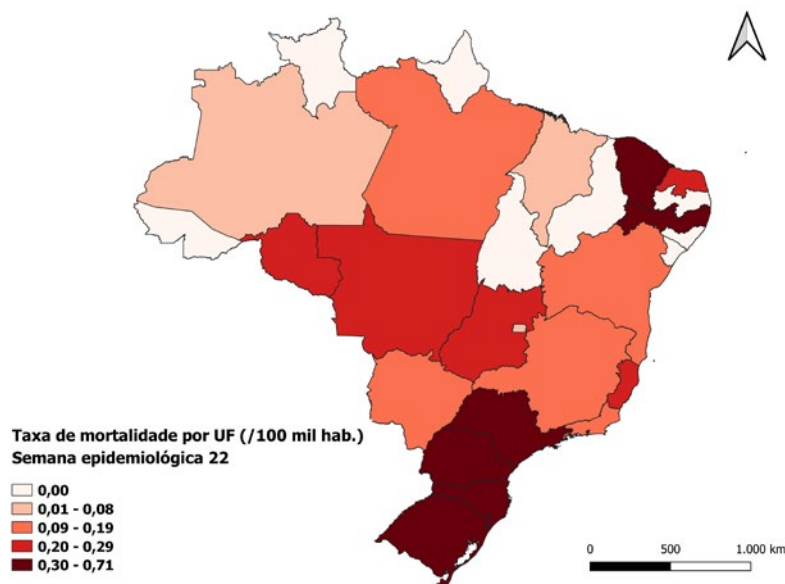 Taxa de mortalidade por UF (/100 mil hab.)
Semana epidemiológica 22
0,00
0,01 - 0,08
0,09 - 0,19
0,20 - 0,29
0,30 - 0,71
0 500 1.000 km